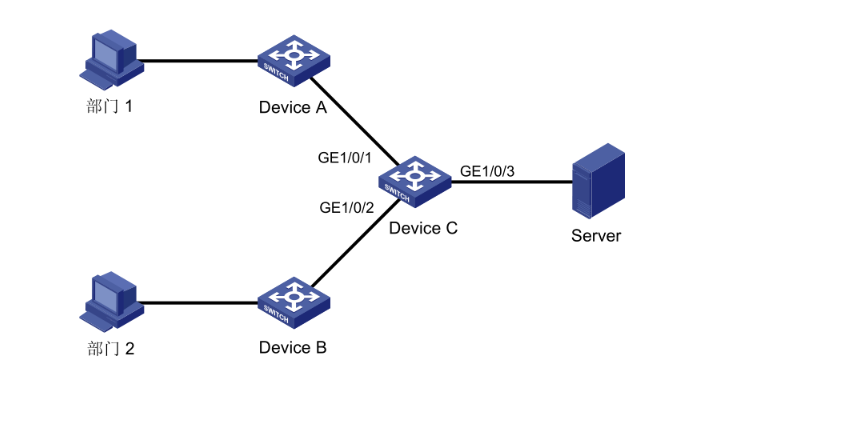 SWITCH
部门 1
Device A
GE1/0/1
GE1/0/3
SWITCH
GE1/0/2
Device C
Server
SWITCH
部门 2
Device B